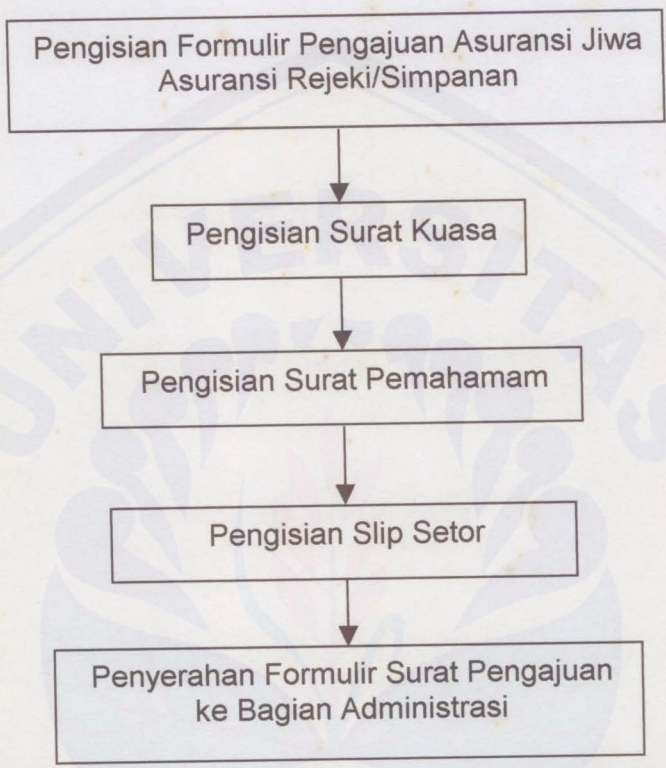 Pengisian Formulir Pengajuan Asuransi Jiwa
Asuransi Rejeki/Simpanan
Pengisian Surat Kuasa
Pengisian Surat Pemahamam
Pengisian Slip Setor
Penyerahan Formulir Surat Pengajuan
ke Bagian Administrasi
UNIVERSITAS